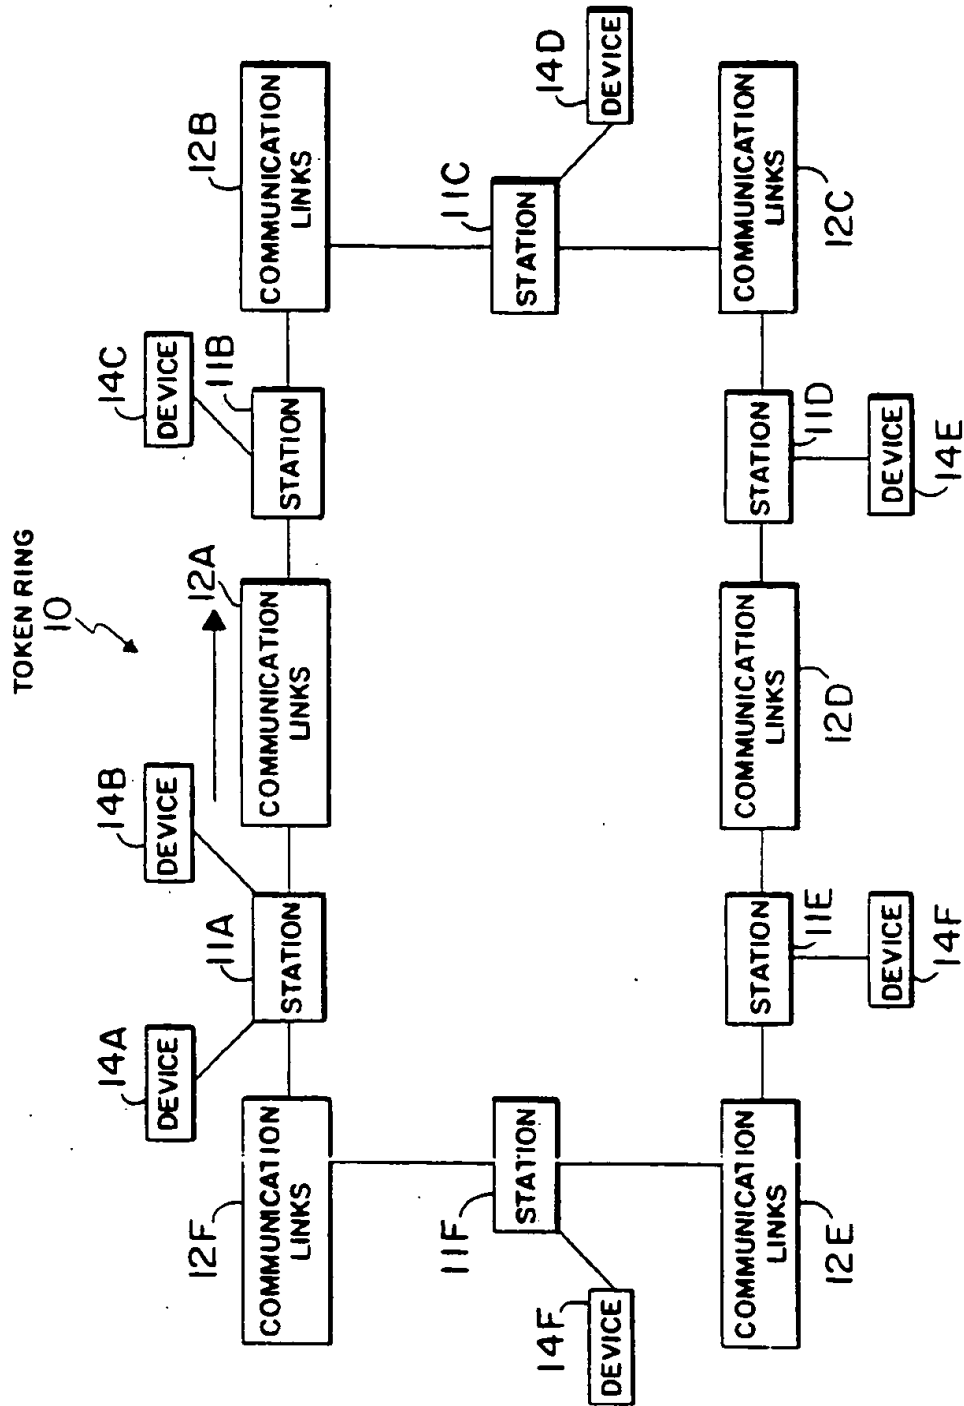 TOKEN RING
10
14A
DEVICE
14B
DEVICE
14C
DEVICE
12F
COMMUNICATION
LINKS
11A
STATION
12A
COMMUNICATION
LINKS
11B
STATION
12B
COMMUNICATION
LINKS
11F
STATION
14F
DEVICE
11C
STATION
14D
DEVICE
COMMUNICATION
LINKS
12E
STATION
11E
COMMUNICATION
LINKS
12D
STATION
11D
COMMUNICATION
LINKS
12C
DEVICE
14F
DEVICE
14E